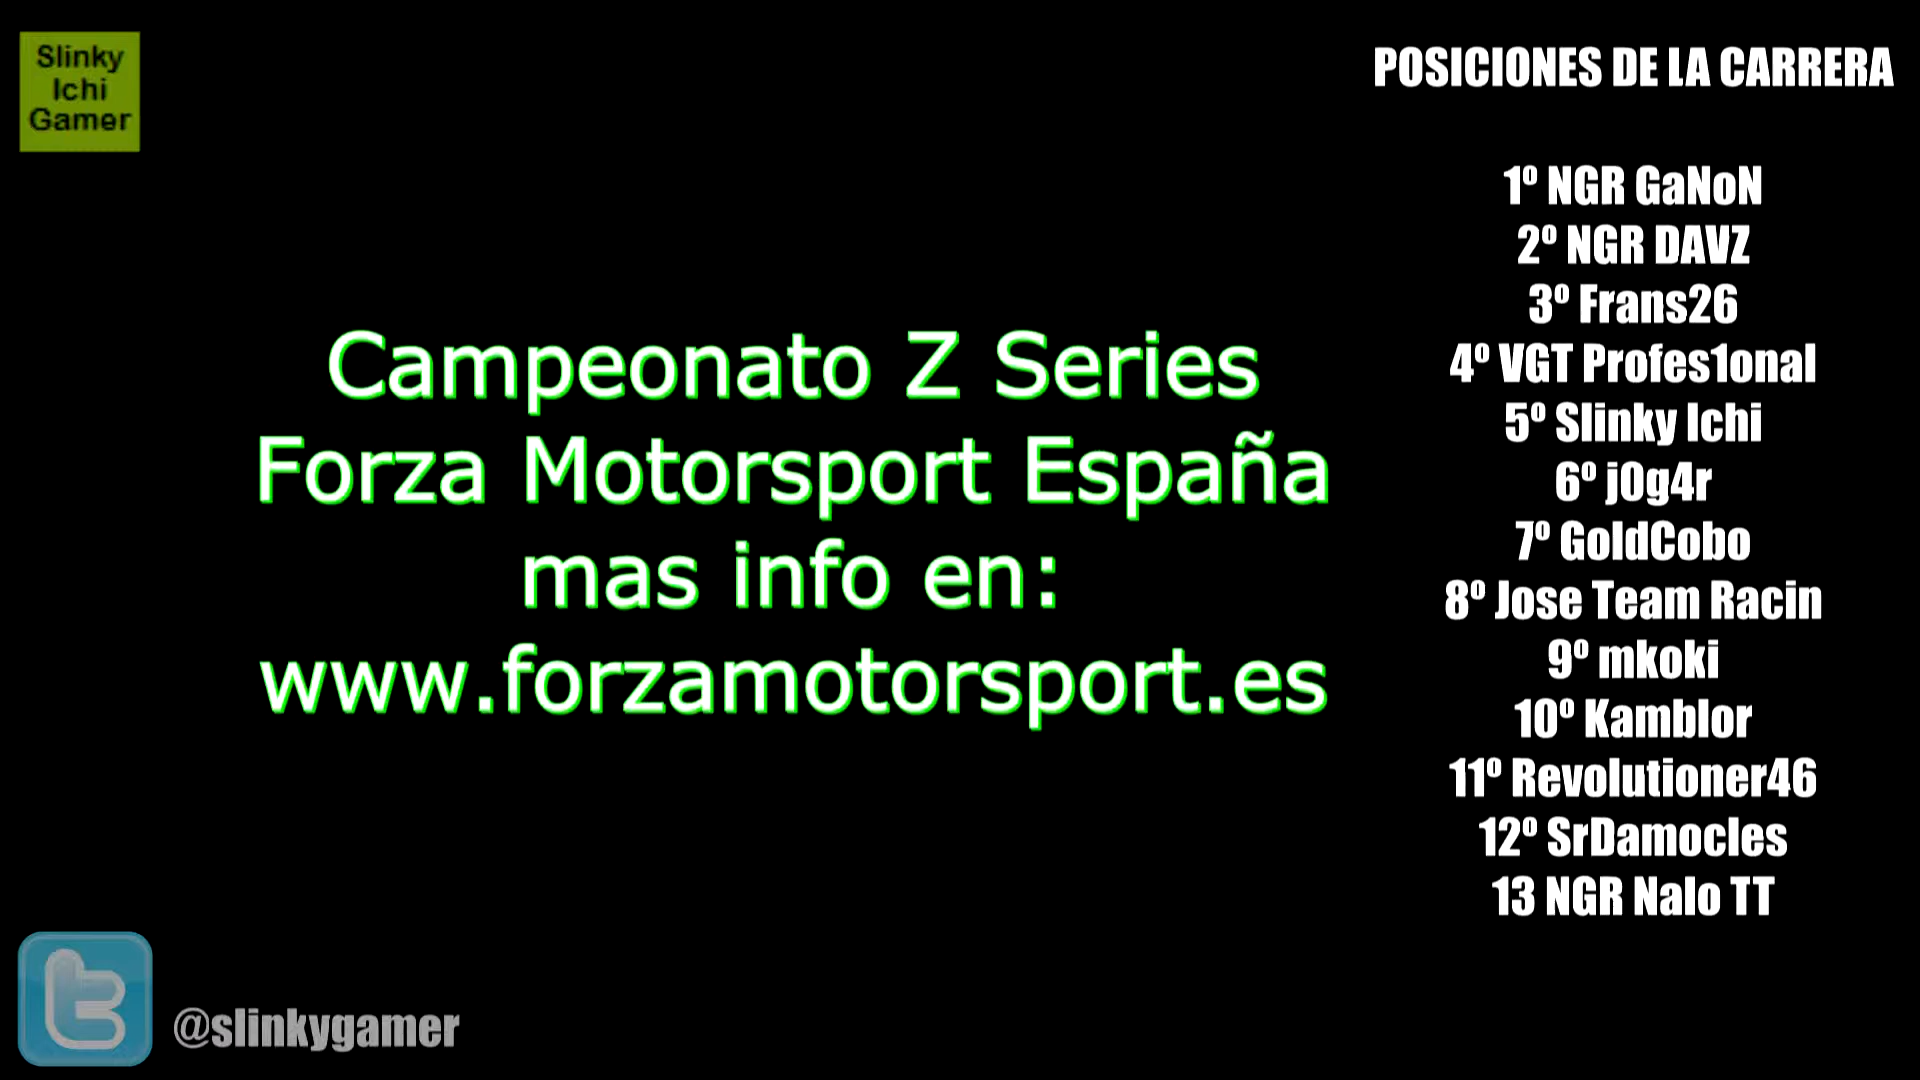 Slinky
Ichi
Gamer
Campeonato Z Series
Forza Motorsport España
mas info en:
www.forzamotorsport.es
POSICIONES DE LA CARRERA
1º NGR GaNoN
2º NGR DAVZ
3º Frans26
4º VGT Profes1onal
5º Slinky Ichi
6º j0g4r
7º GoldCobo
8º Jose Team Racin
9º mkoki
10º Kamblor
11º Revolutioner46
12º SrDamocles
13 NGR Nalo TT
@slinkygamer